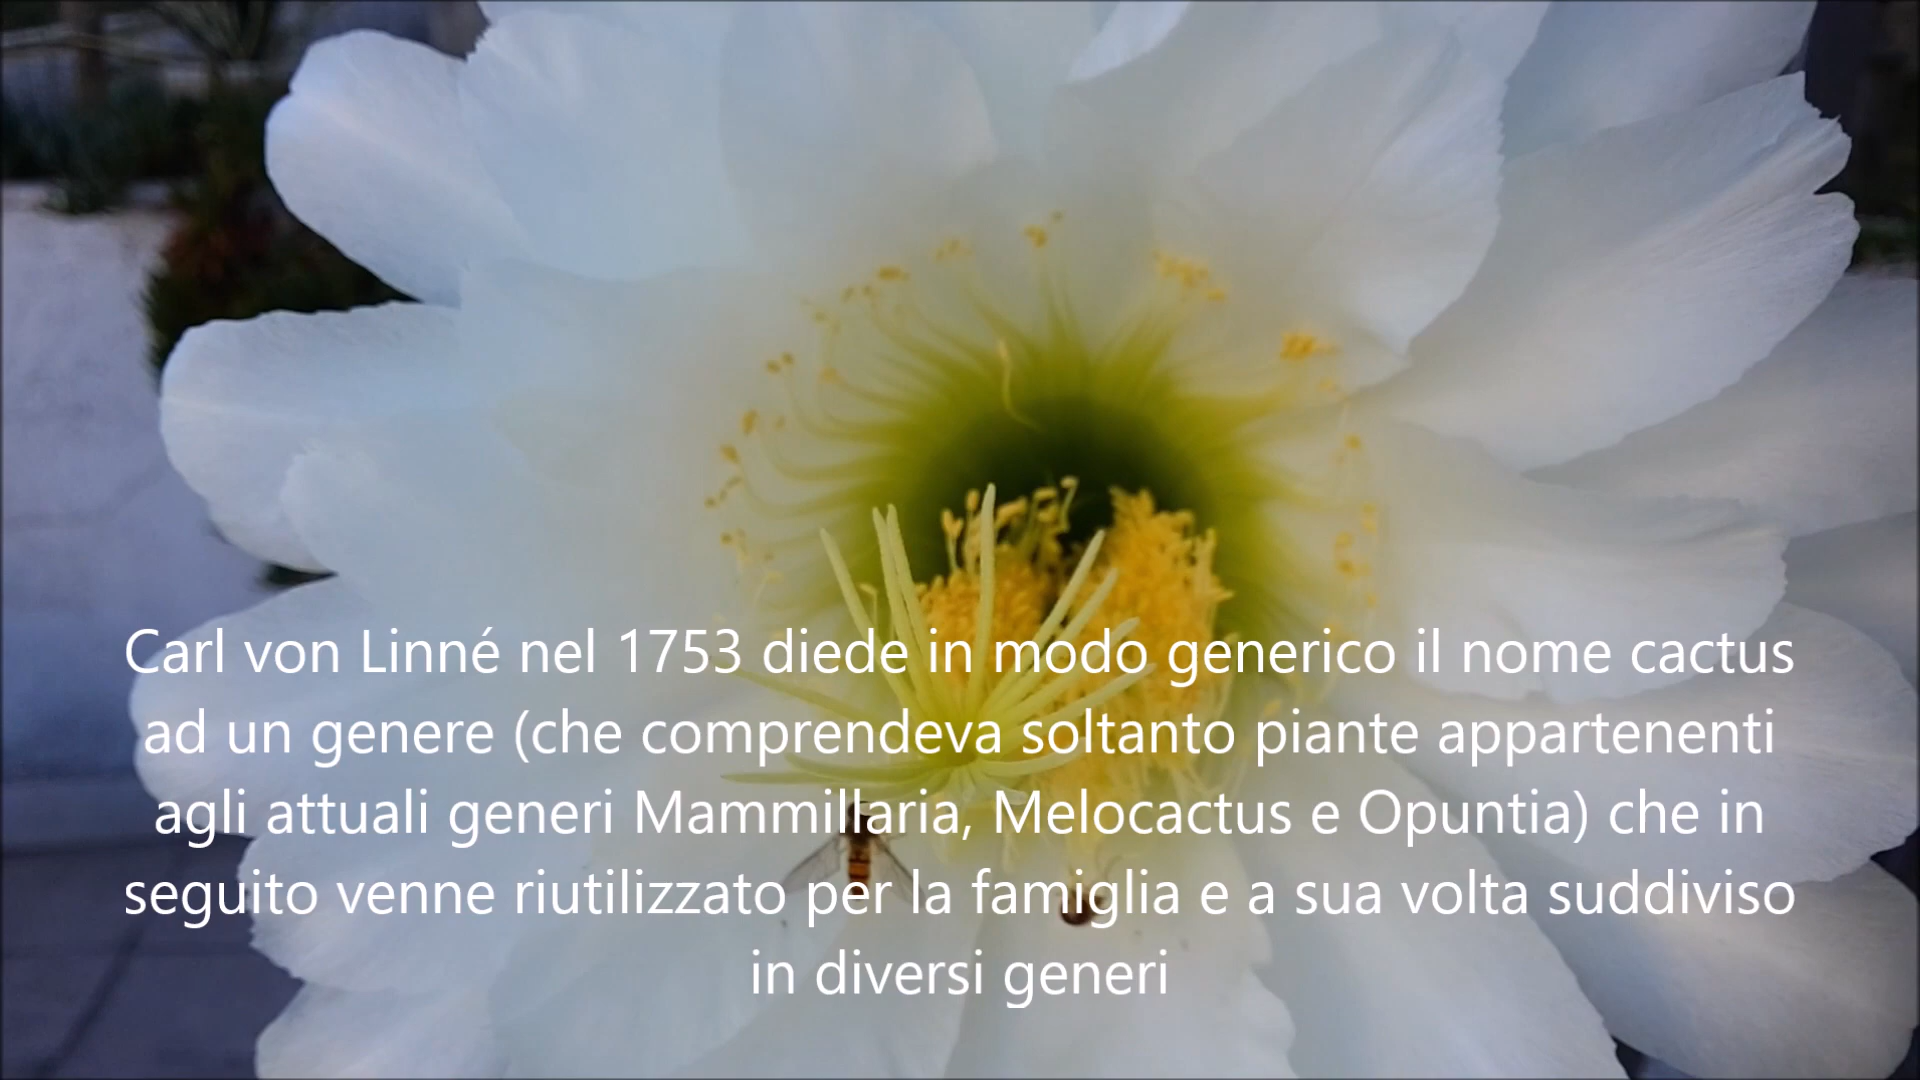 Carl von Linné nel 1753 diede in modo generico il nome cactus
ad un genere (che comprendeva soltanto piante appartenenti
agli attuali generi Mammillaria, Melocactus e Opuntia) che in
seguito venne riutilizzato per la famiglia e a sua volta suddiviso
in diversi generi